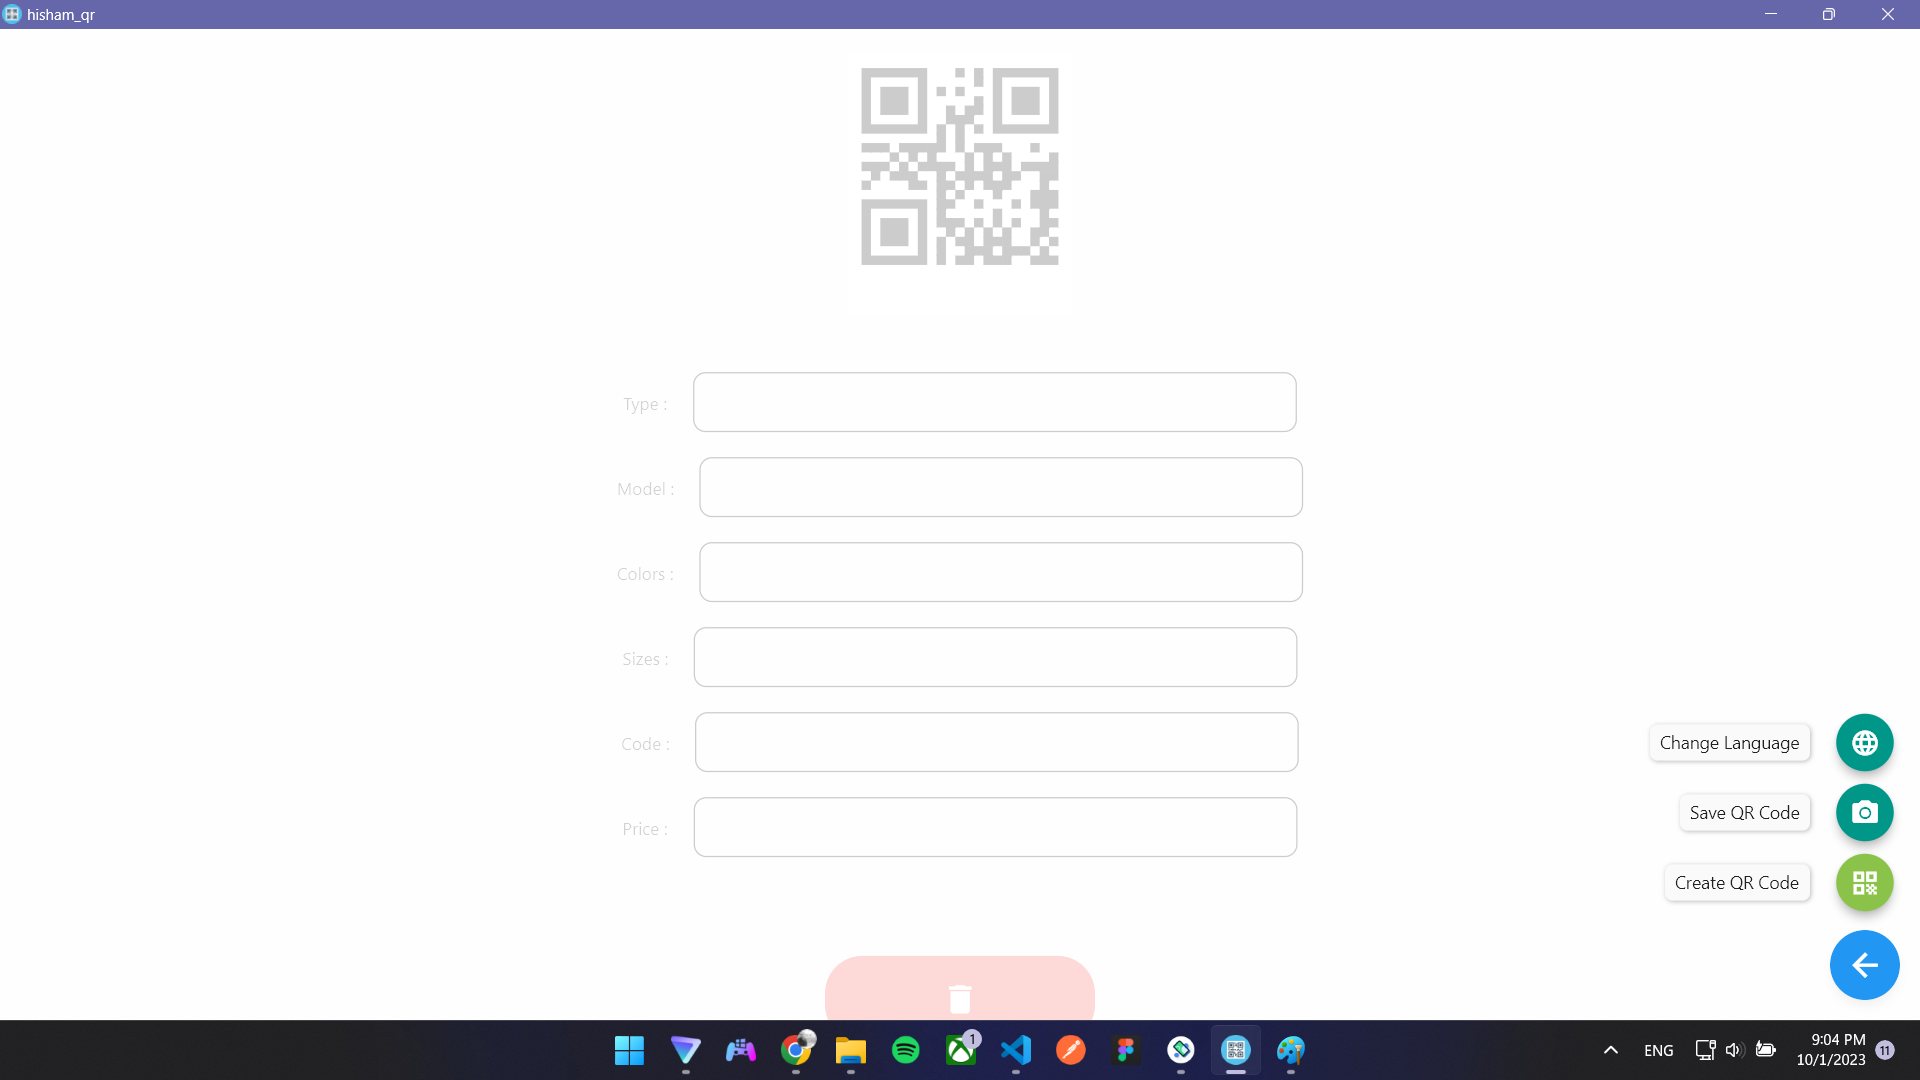 hisham_qr
Type :
Model :
Colors :
Sizes :
Code :
Price :
Change Language
Save QR Code
Create QR Code
1
ENG
9:04 PM
10/1/2023
11